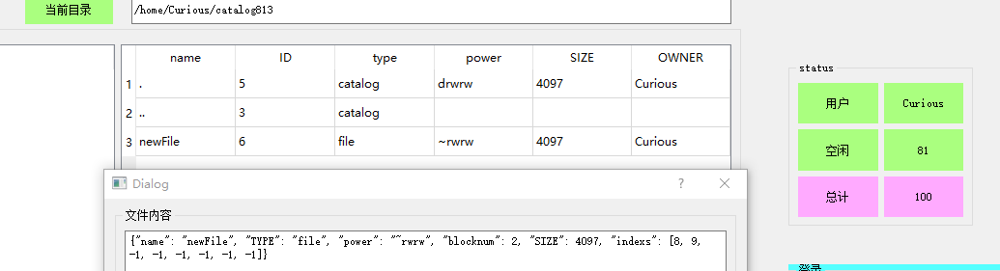 当前目录 /home/Curious/catalog813
name ID type power SIZE OWNER
1 . 5 catalog drwrw 4097 Curious
2 .. 3 catalog
3 newFile 6 file ~rwrw 4097 Curious
status
用户 Curious
空闲 81
总计 100
Dialog ?
文件内容
{"name": "newFile", "TYPE": "file", "power": "~rwrw", "blocknum": 2, "SIZE": 4097, "indexs": [8, 9,
-1, -1, -1, -1, -1, -1]}
登录